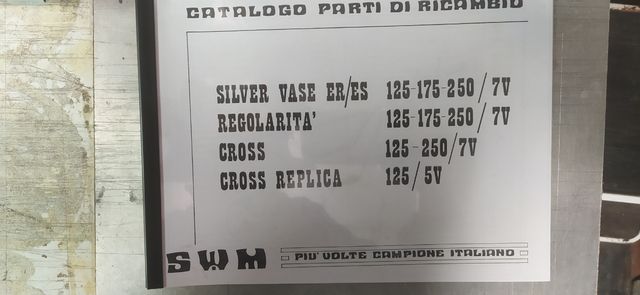 CATALOGO PARTI DI RICAMBIO
SILVER VASE ER/ES 125-175-250/7V
REGOLARITA' 125-175-250/7V
CROSS 125-250/7V
CROSS REPLICA 125/5V
SWM PIU' VOLTE CAMPIONE ITALIANO